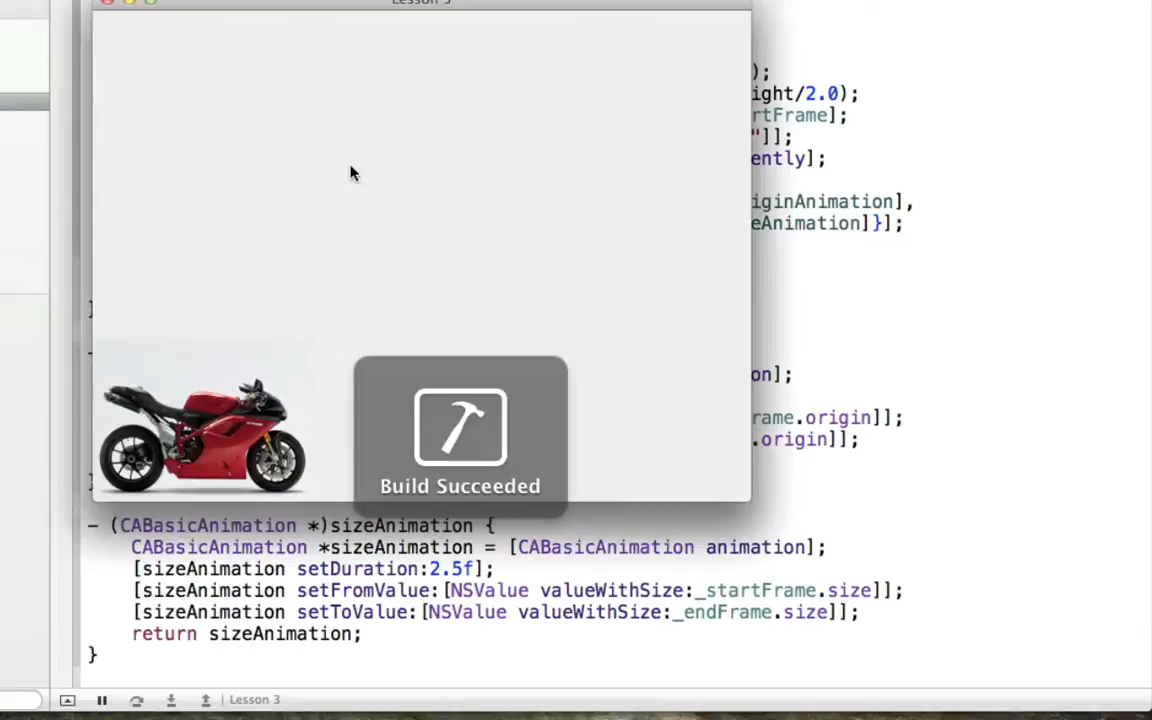 Lesson 3
);
ight/2.0);
rtFrame];
"]];
ently];
iginAnimation],
eAnimation]}];
}
-
on];
rame.origin]];
.origin]];
}
Build Succeeded
- (CABasicAnimation *)sizeAnimation {
CABasicAnimation *sizeAnimation = [CABasicAnimation animation];
[sizeAnimation setDuration:2.5f];
[sizeAnimation setFromValue:[NSValue valueWithSize:_startFrame.size]];
[sizeAnimation setToValue:[NSValue valueWithSize:_endFrame.size]];
return sizeAnimation;
}
Lesson 3